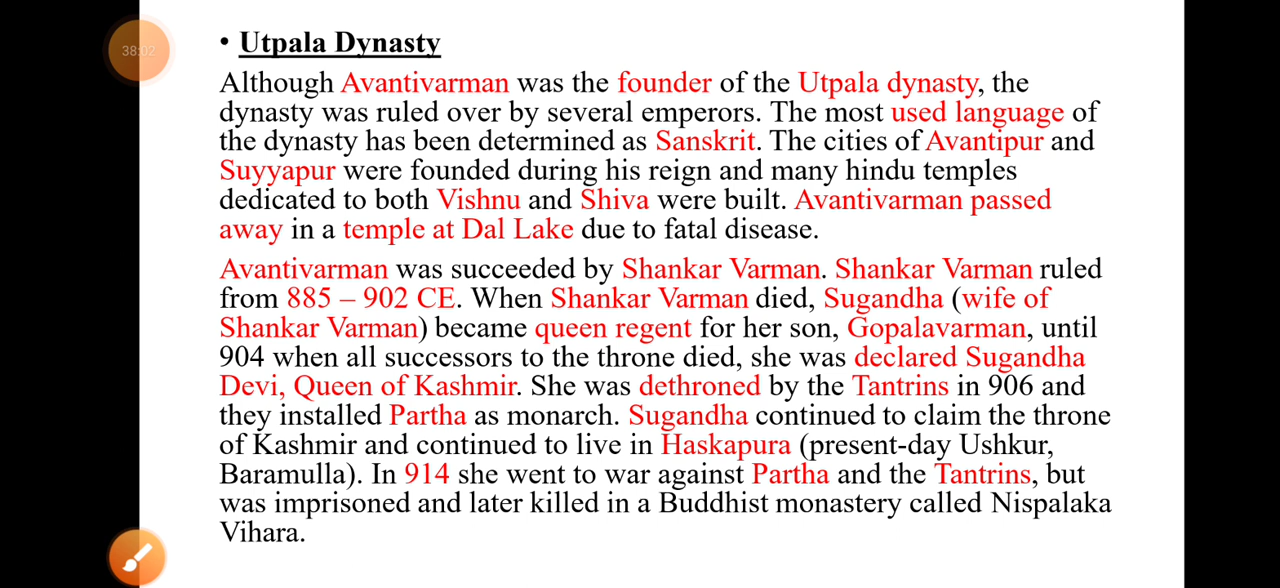 38:02
• Utpala Dynasty
Although Avantivarman was the founder of the Utpala dynasty, the
dynasty was ruled over by several emperors. The most used language of
the dynasty has been determined as Sanskrit. The cities of Avantipur and
Suyyapur were founded during his reign and many hindu temples
dedicated to both Vishnu and Shiva were built. Avantivarman passed
away in a temple at Dal Lake due to fatal disease.
Avantivarman was succeeded by Shankar Varman. Shankar Varman ruled
from 885 – 902 CE. When Shankar Varman died, Sugandha (wife of
Shankar Varman) became queen regent for her son, Gopalavarman, until
904 when all successors to the throne died, she was declared Sugandha
Devi, Queen of Kashmir. She was dethroned by the Tantrins in 906 and
they installed Partha as monarch. Sugandha continued to claim the throne
of Kashmir and continued to live in Haskapura (present-day Ushkur,
Baramulla). In 914 she went to war against Partha and the Tantrins, but
was imprisoned and later killed in a Buddhist monastery called Nispalaka
Vihara.